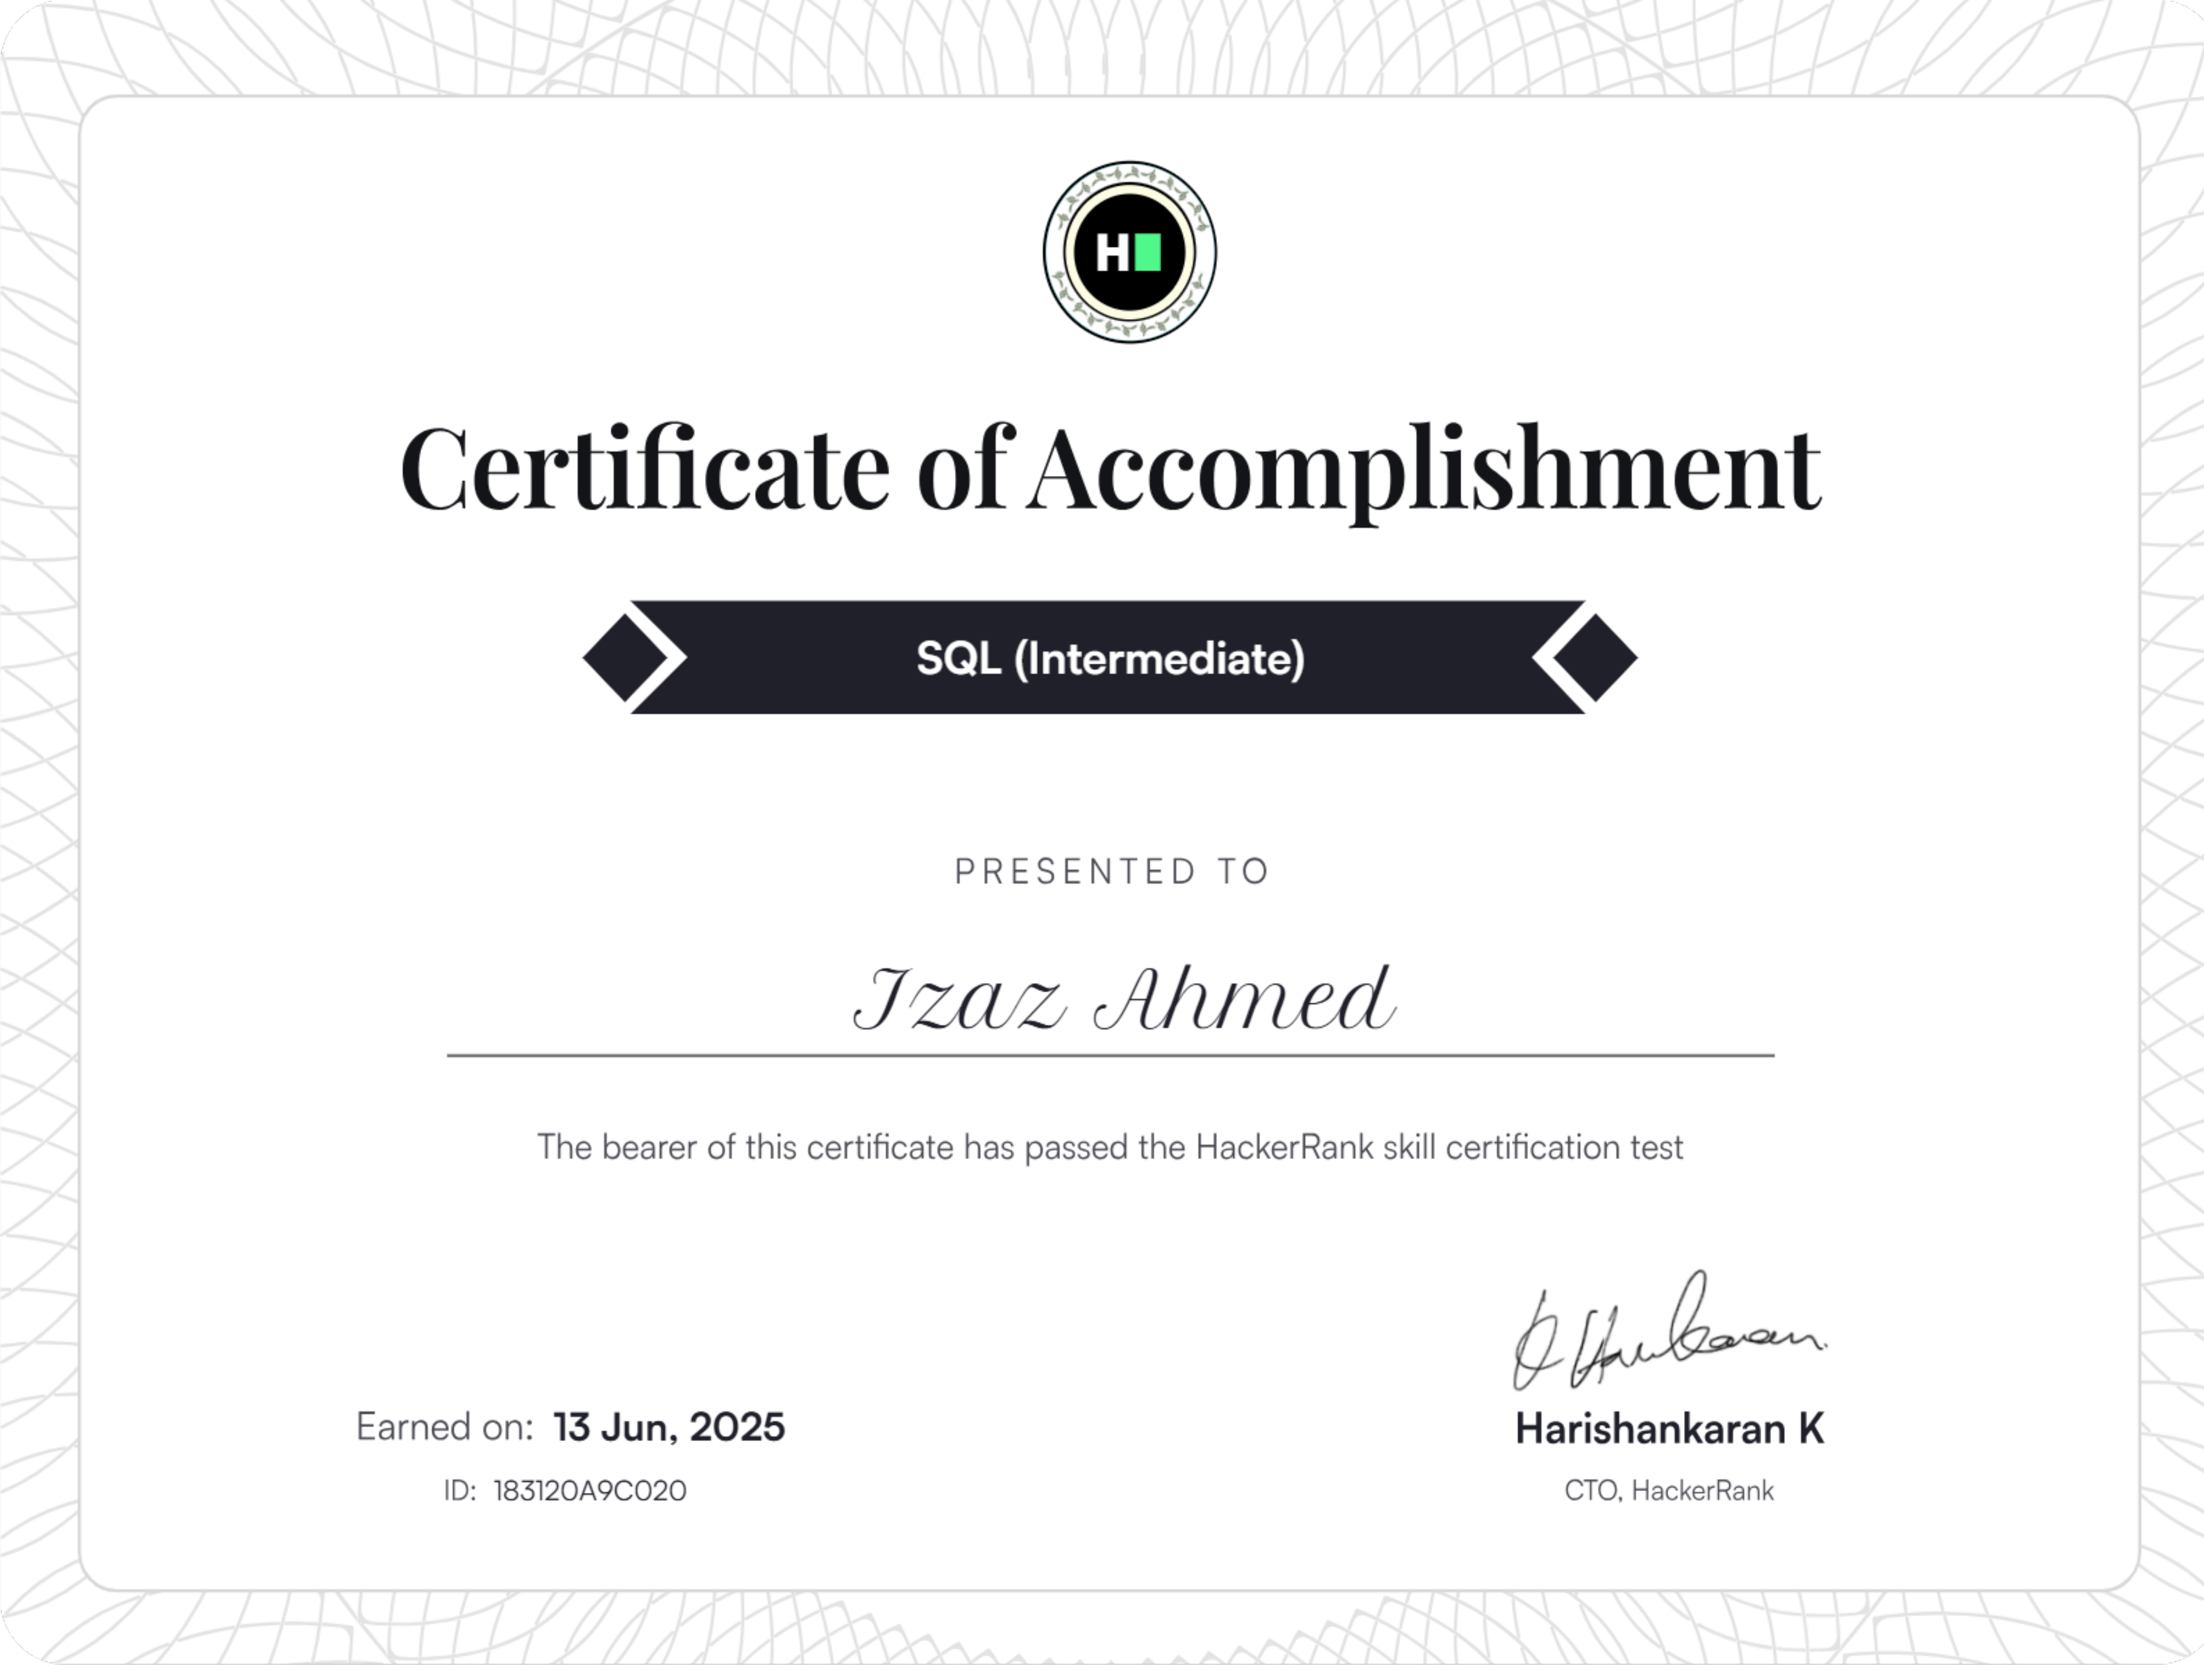 H
Certificate of Accomplishment
SQL (Intermediate)
PRESENTED TO
Izaz Ahmed
The bearer of this certificate has passed the HackerRank skill certification test
Earned on: 13 Jun, 2025
ID: 183120A9C020
Harishankaran K
CTO, HackerRank